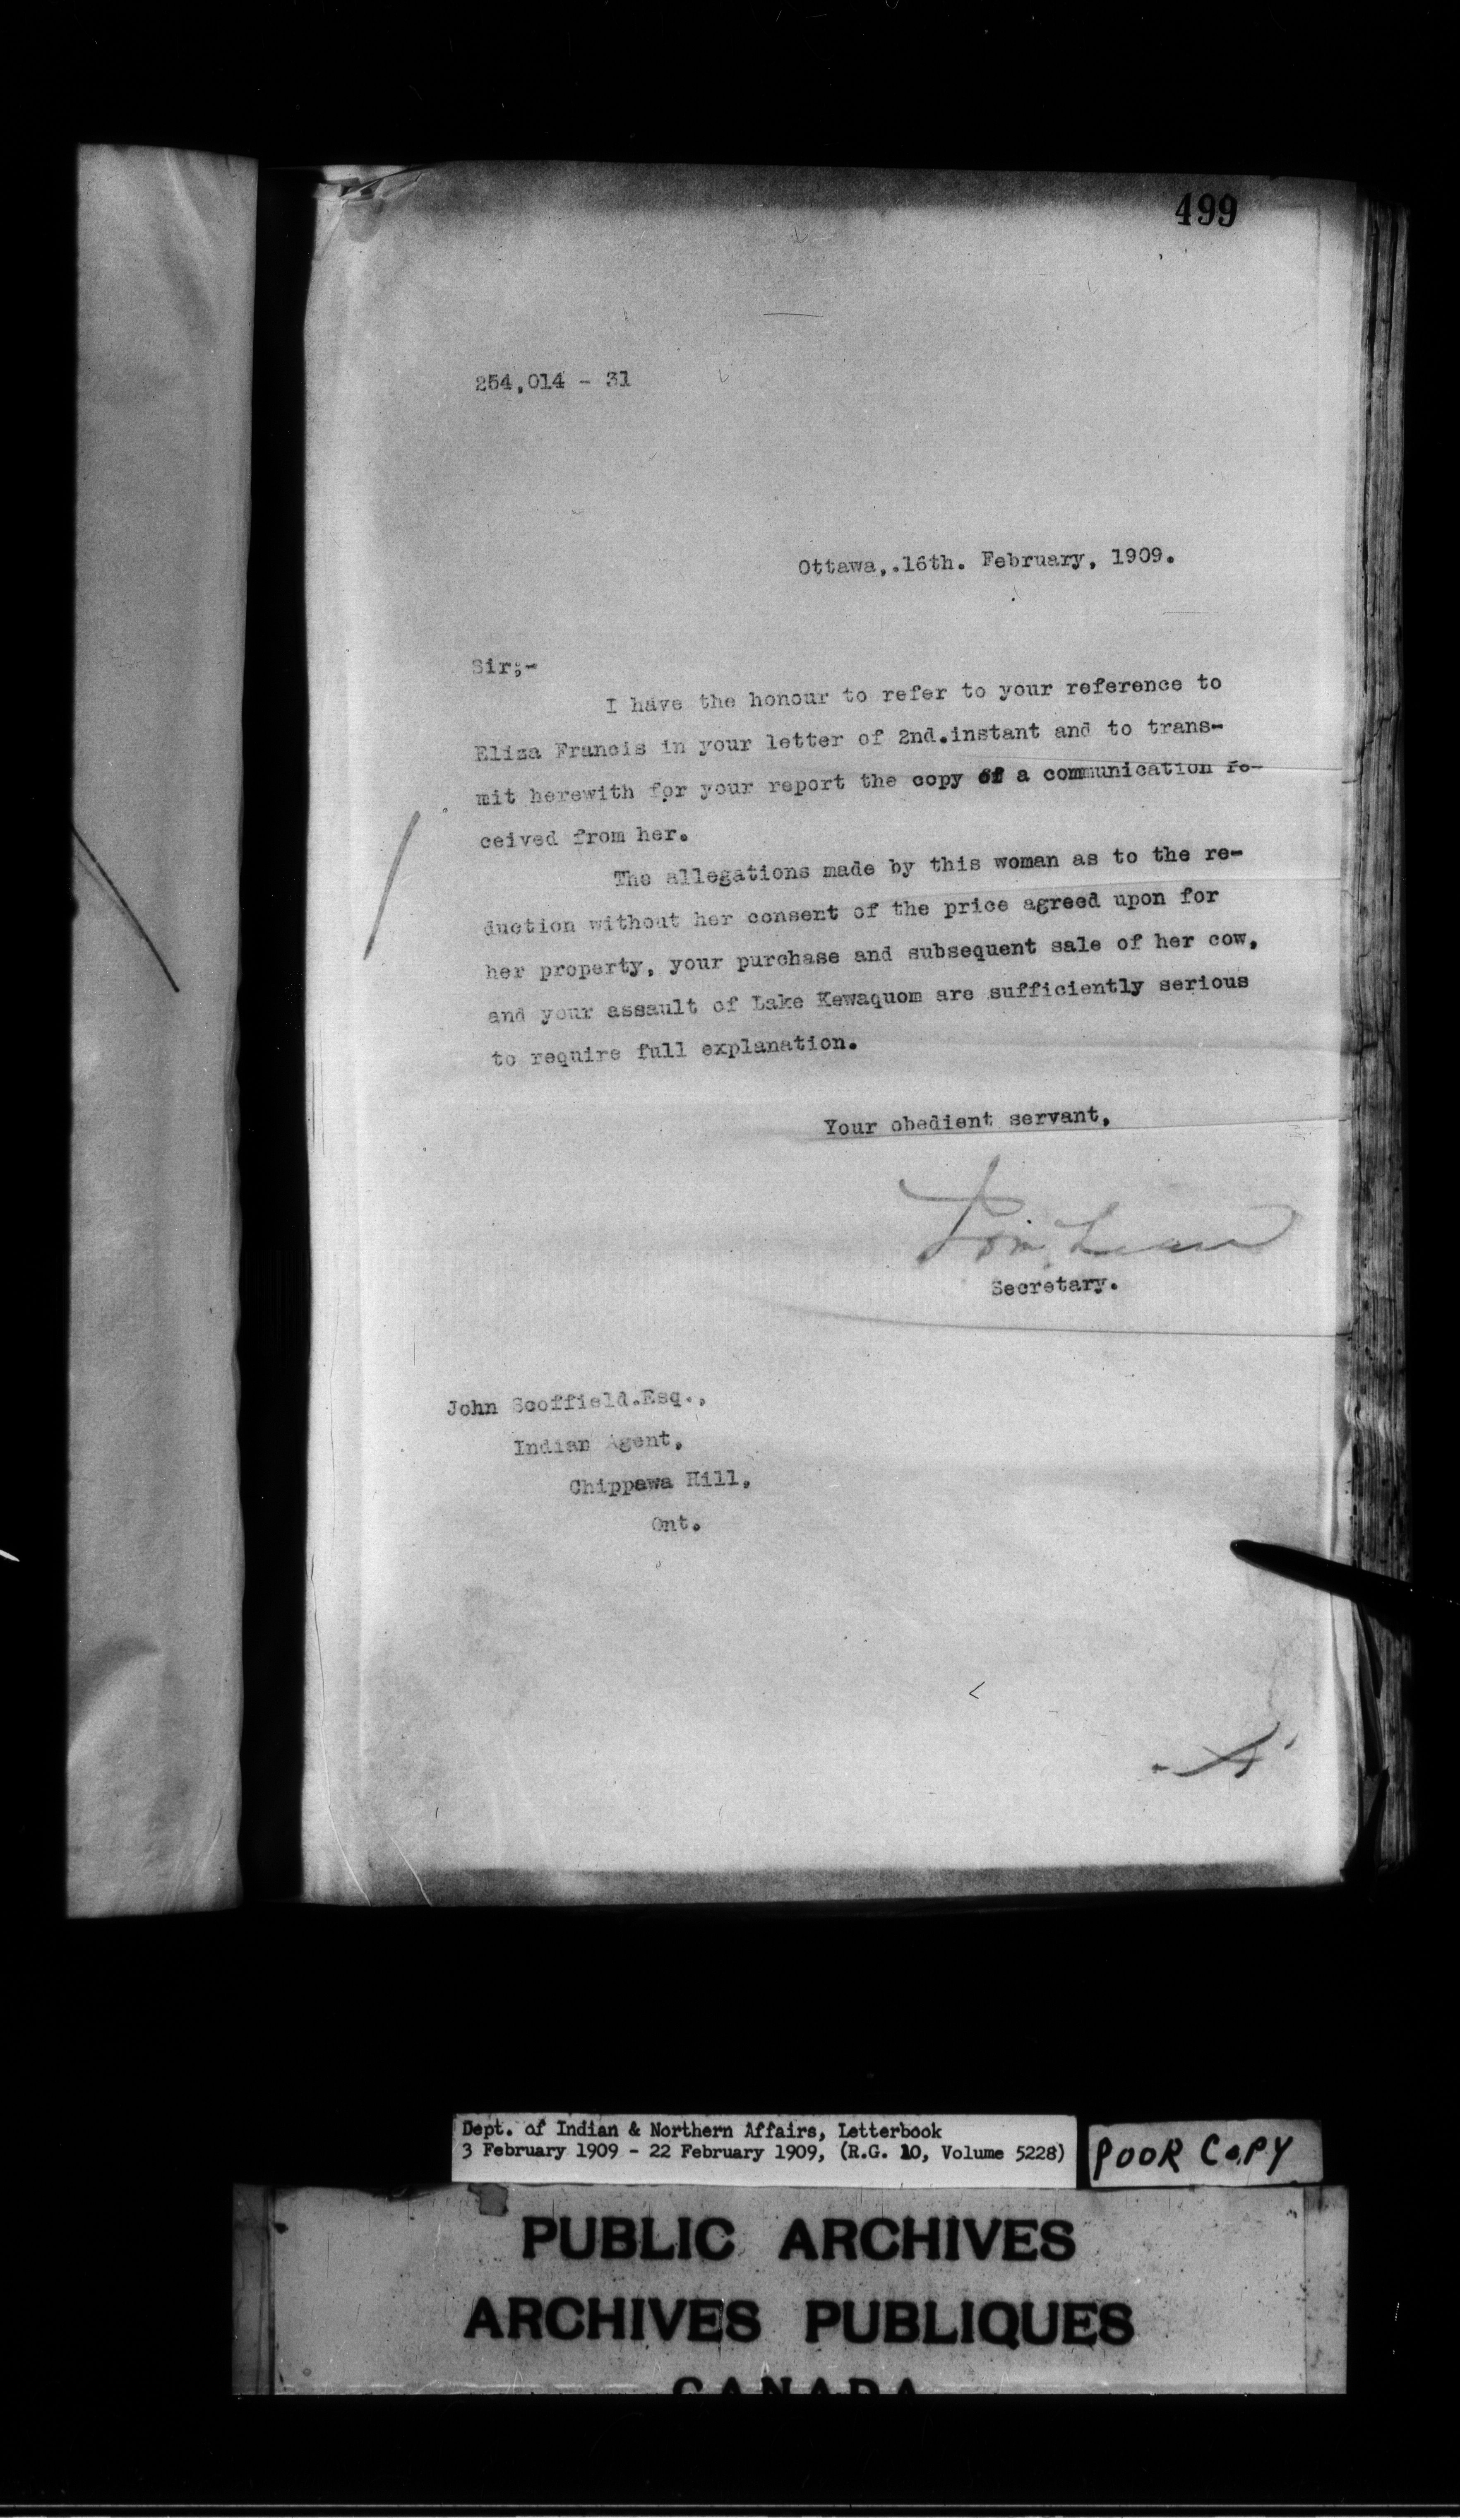 499
254,014 - 31
Ottawa,.16th. February, 1909.
Sir;-
I have the honour to refer to your reference to
Eliza Francis in your letter of 2nd.instant and to trans-
mit herewith for your report the copy of a communication re-
ceived from her.
The allegations made by this woman as to the re-
duction without her consent of the price agreed upon for
her property, your purchase and subsequent sale of her cow,
and your assault of Lake Kewaquom are sufficiently serious
to require full explanation.
Your obedient servant,
Secretary.
John Scoffield.Esq.,
Indian Agent,
Chippawa Hill,
Ont.
Dept. of Indian & Northern Affairs, Letterbook
3 February 1909 - 22 February 1909, (R.G. 10, Volume 5228)
POOR COPY
PUBLIC ARCHIVES
ARCHIVES PUBLIQUES
CANADA